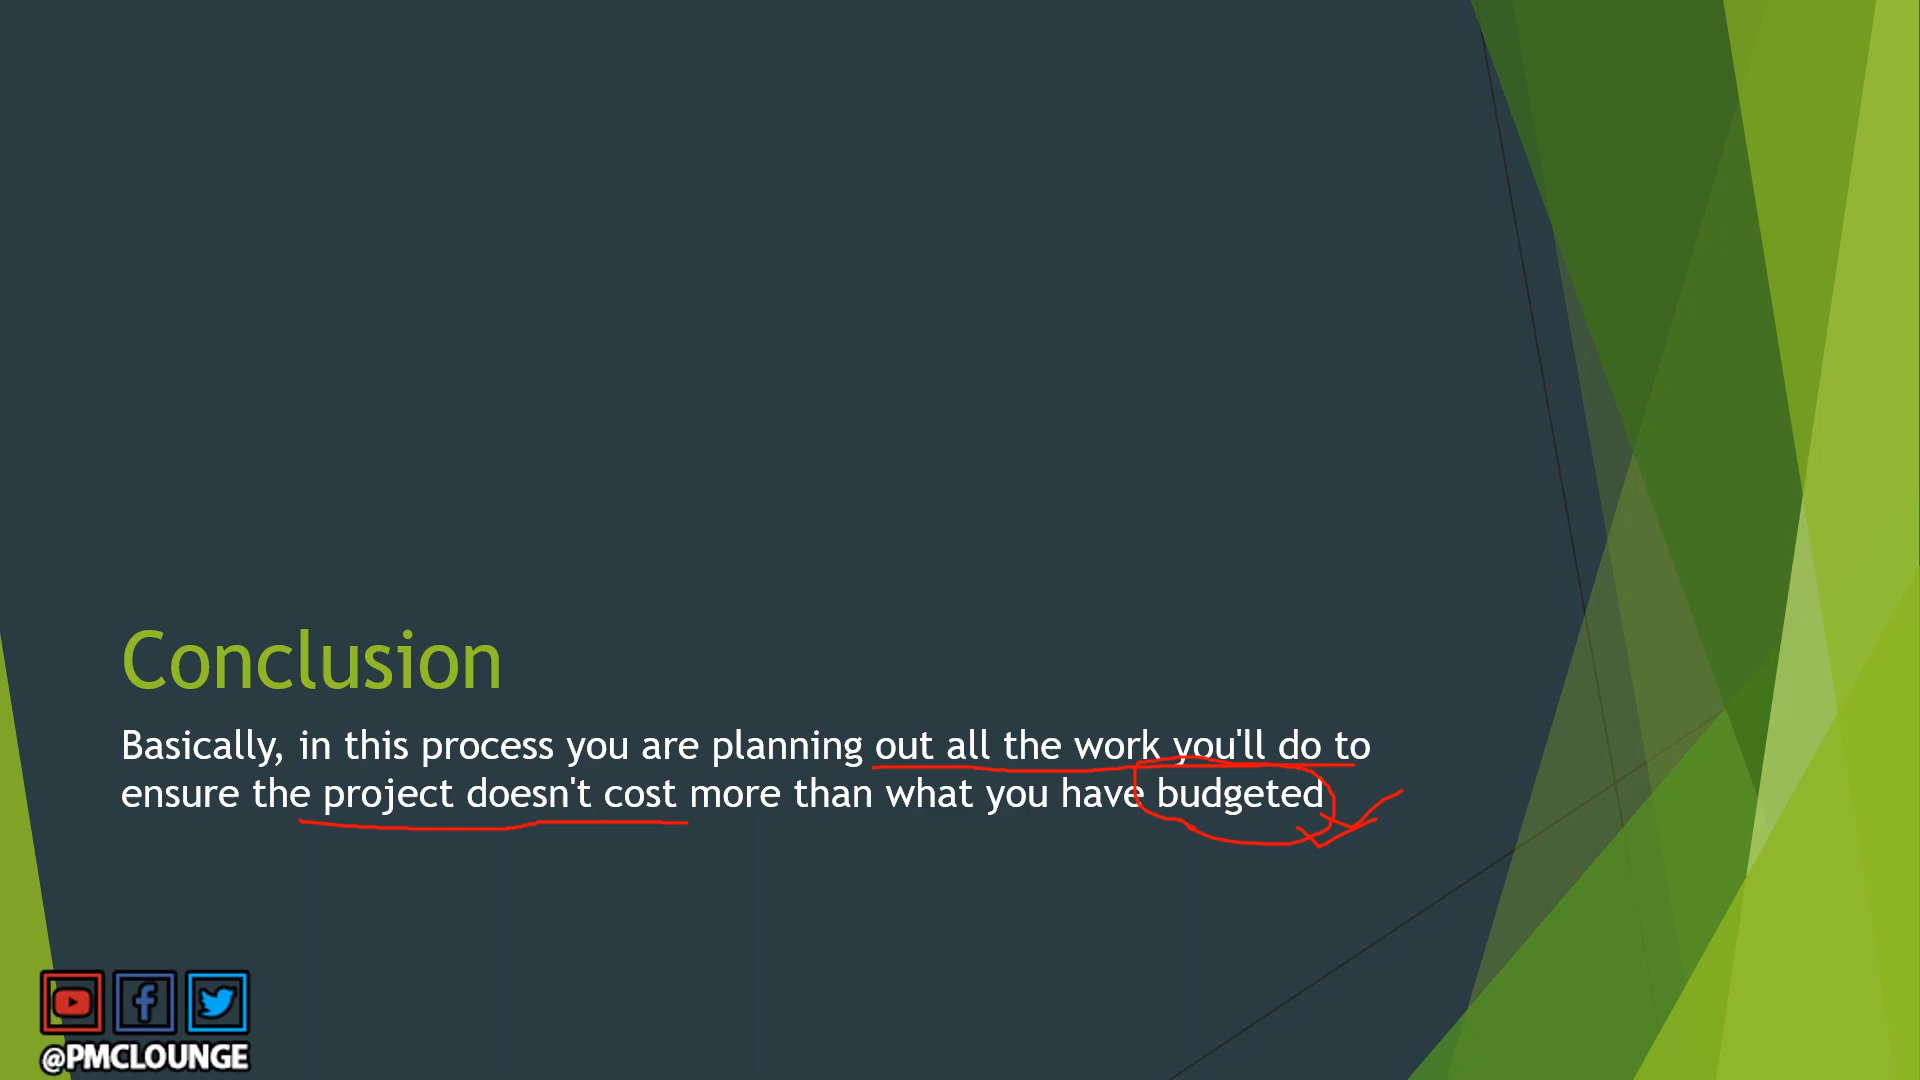 Conclusion
Basically, in this process you are planning out all the work you'll do to
ensure the project doesn't cost more than what you have budgeted
@PMCLOUNGE